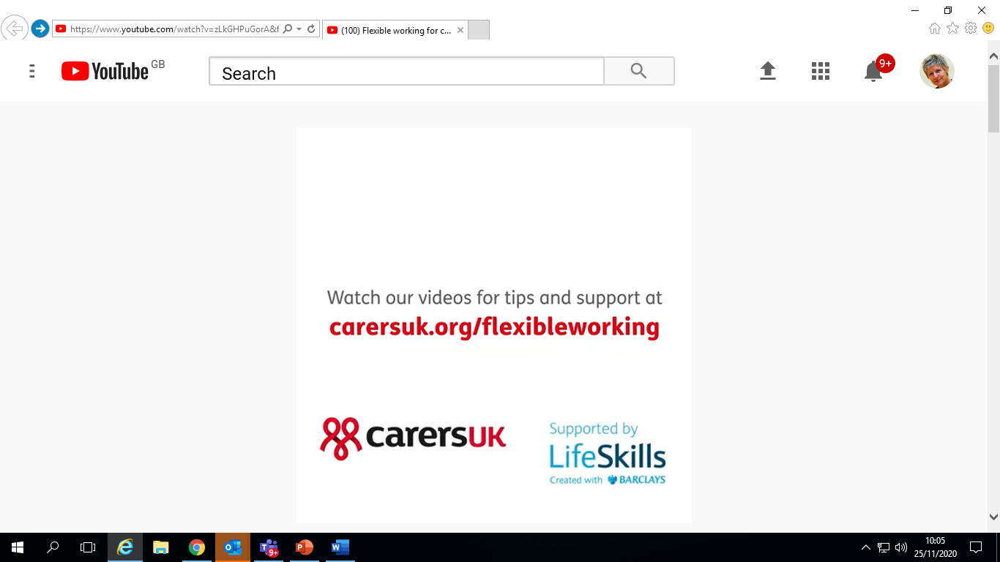 https://www.youtube.com/watch?v=zLkGHPuGorA&f
(100) Flexible working for c...
YouTube GB
Search
9+
Watch our videos for tips and support at
carersuk.org/flexibleworking
carersUK
Supported by
LifeSkills
Created with BARCLAYS
9+
10:05
25/11/2020